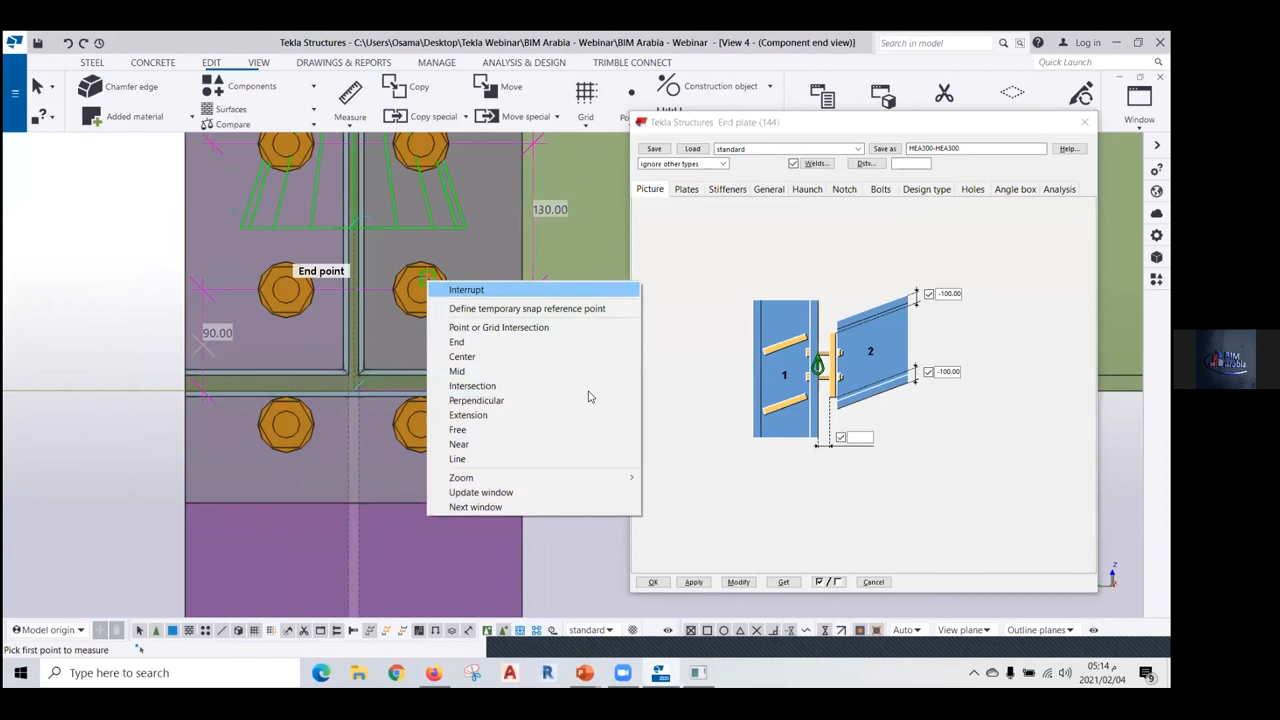 Tekla Structures - C:\Users\Osama\Desktop\Tekla Webinar\BIM Arabia - Webinar\BIM Arabia - Webinar - [View 4 - (Component end view)]
Search in model
Log in
STEEL CONCRETE EDIT VIEW DRAWINGS & REPORTS MANAGE ANALYSIS & DESIGN TRIMBLE CONNECT
Quick Launch
Chamfer edge
Added material
Components
Surfaces
Compare
Measure
Copy
Copy special
Move
Move special
Grid
Construction object
Window
Tekla Structures End plate (144)
Save Load standard Save as HEA300-HEA300 Help...
ignore other types Welds... Dstv...
Picture Plates Stiffeners General Haunch Notch Bolts Design type Holes Angle box Analysis
130.00
End point
90.00
Interrupt
Define temporary snap reference point
Point or Grid Intersection
End
Center
Mid
Intersection
Perpendicular
Extension
Free
Near
Line
Zoom
Update window
Next window
-100.00
1
2
-100.00
OK Apply Modify Get Cancel
z
BIM
arabia
Model origin standard Auto View plane Outline planes
Pick first point to measure
Type here to search
05:14 م
2021/02/04
9
2021